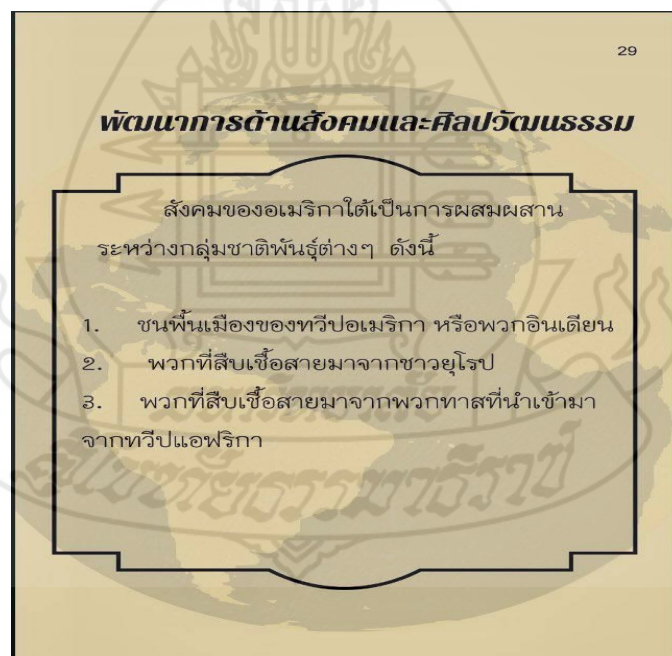 29
พัฒนาการด้านสังคมและศิลปวัฒนธรรม
สังคมของอเมริกาใต้เป็นการผสมผสาน
ระหว่างกลุ่มชาติพันธุ์ต่างๆ ดังนี้
1. ชนพื้นเมืองของทวีปอเมริกา หรือพวกอินเดียน
2. พวกที่สืบเชื้อสายมาจากชาวยุโรป
3. พวกที่สืบเชื้อสายมาจากพวกทาสที่นำเข้ามา
จากทวีปแอฟริกา